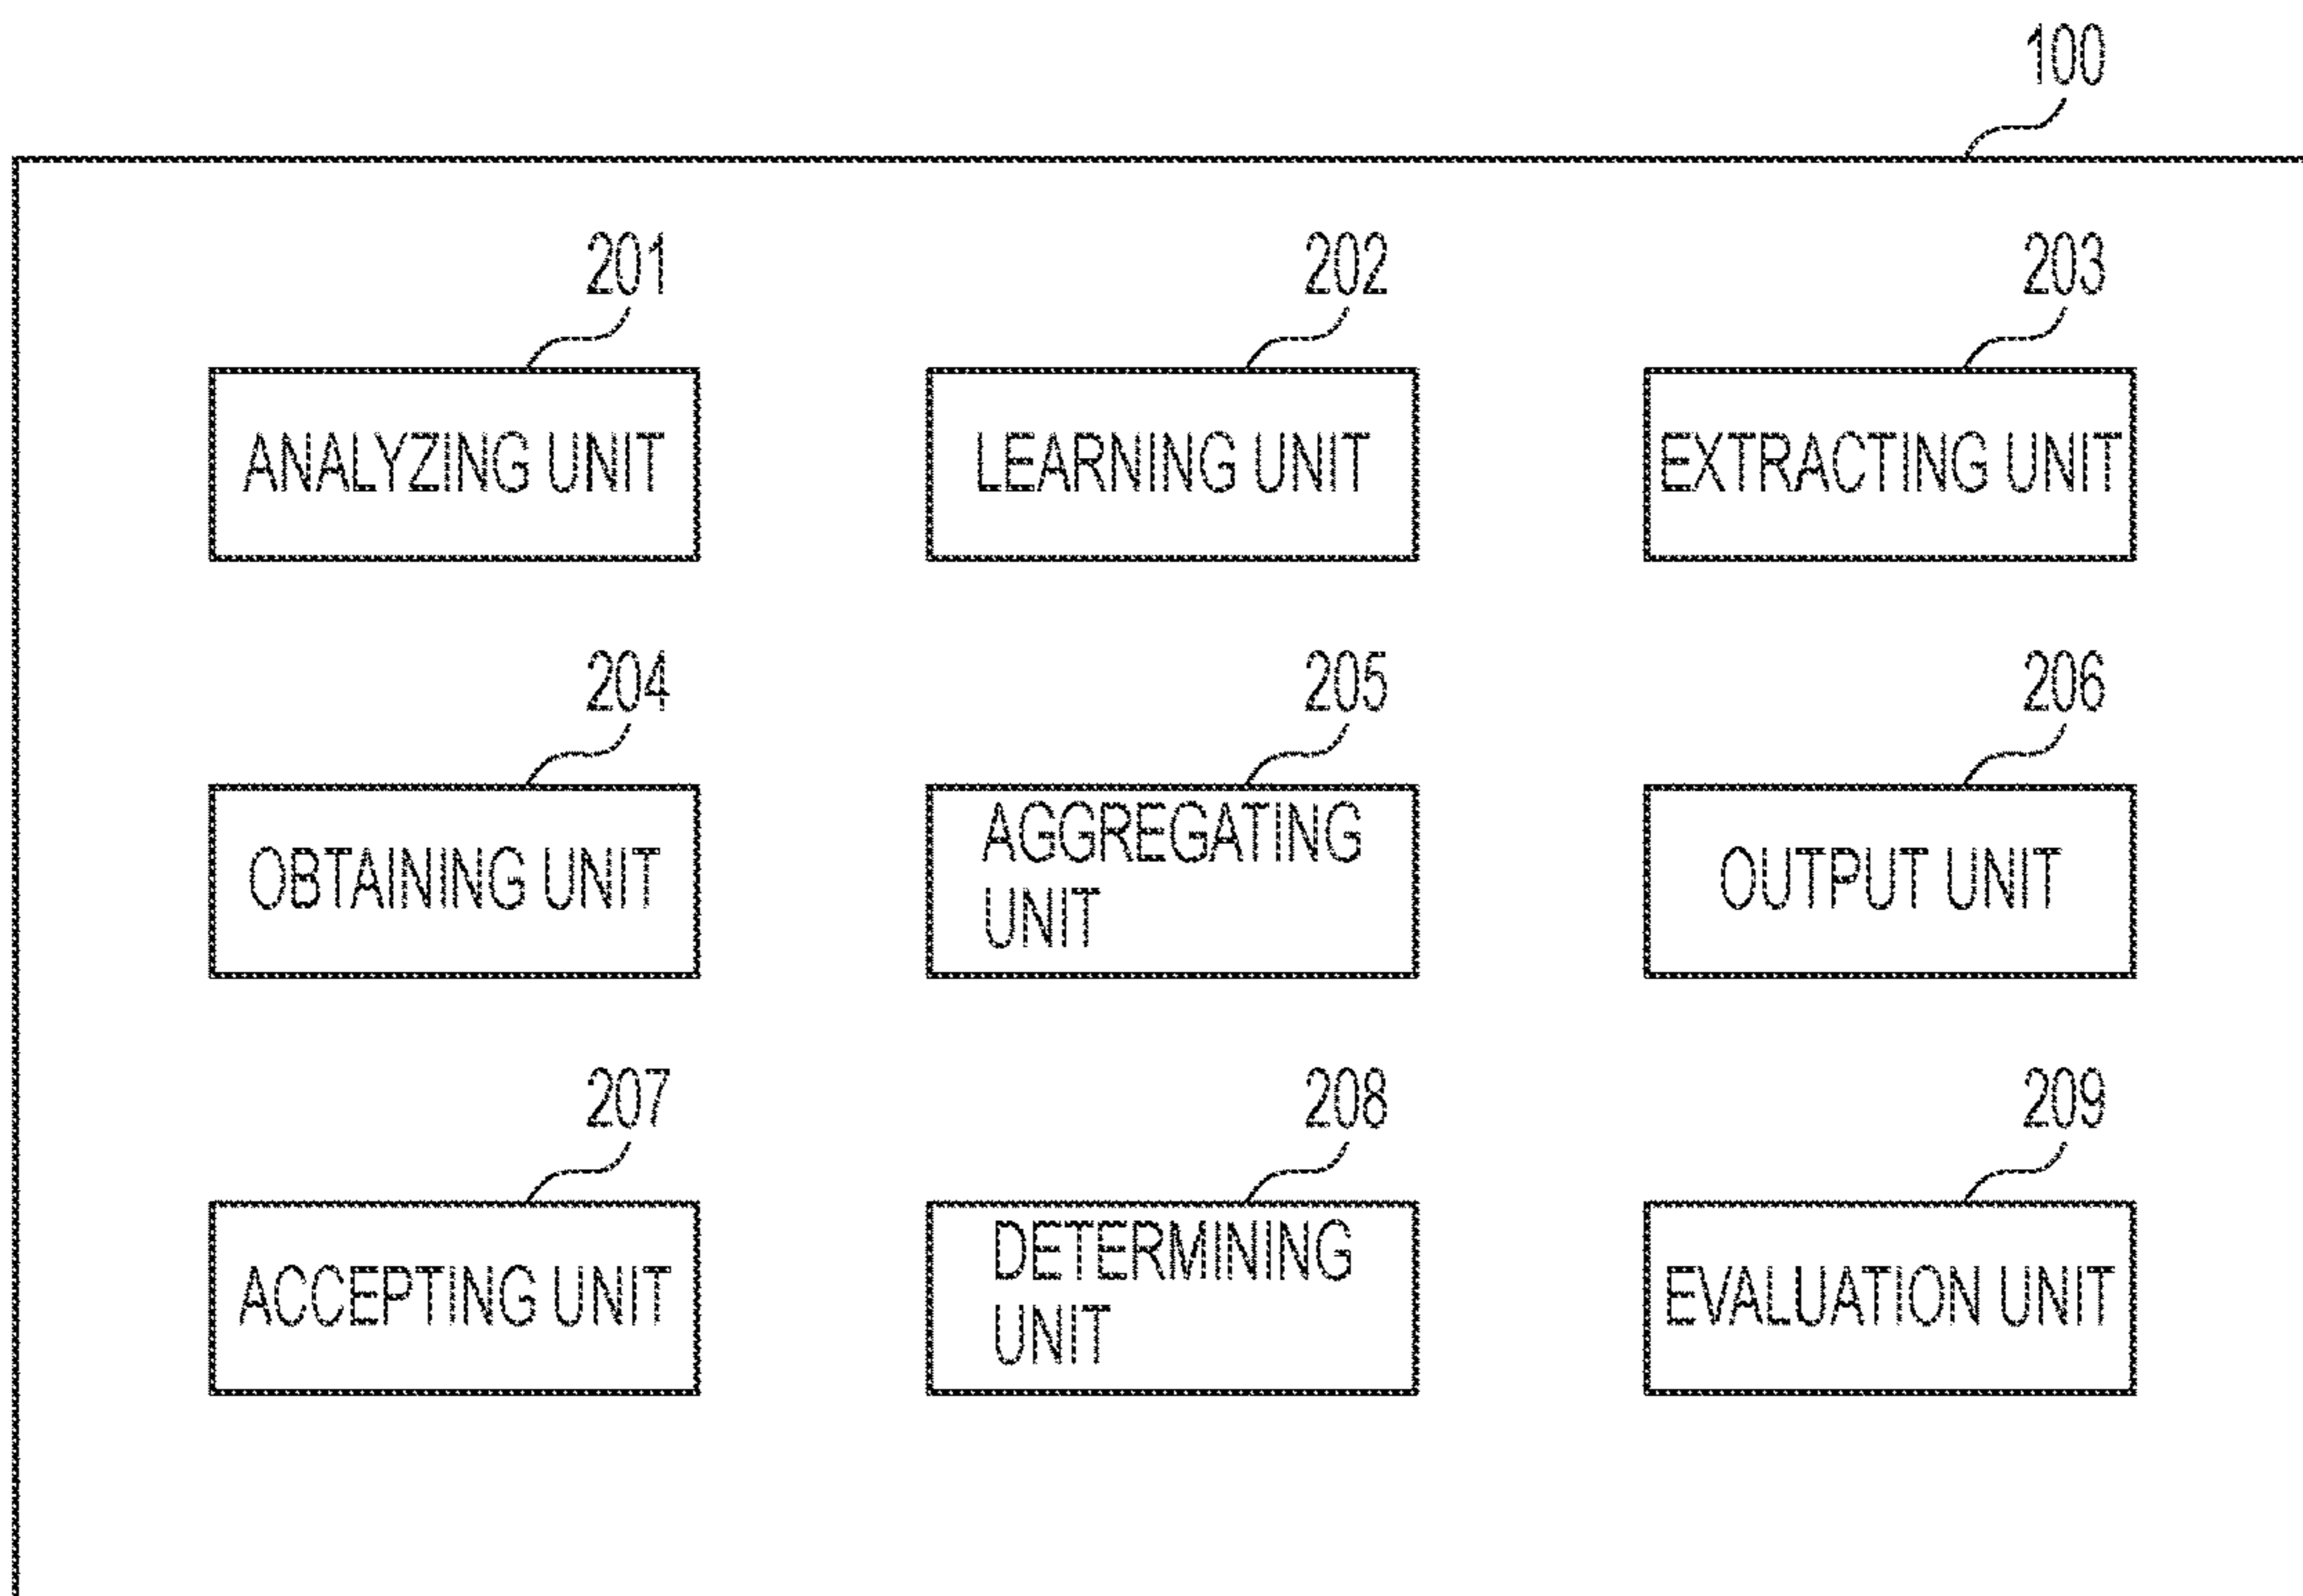 100
201
202
203
ANALYZING UNIT
LEARNING UNIT
EXTRACTING UNIT
204
205
206
OBTAINING UNIT
AGGREGATING
UNIT
OUTPUT UNIT
207
208
209
ACCEPTING UNIT
DETERMINING
UNIT
EVALUATION UNIT